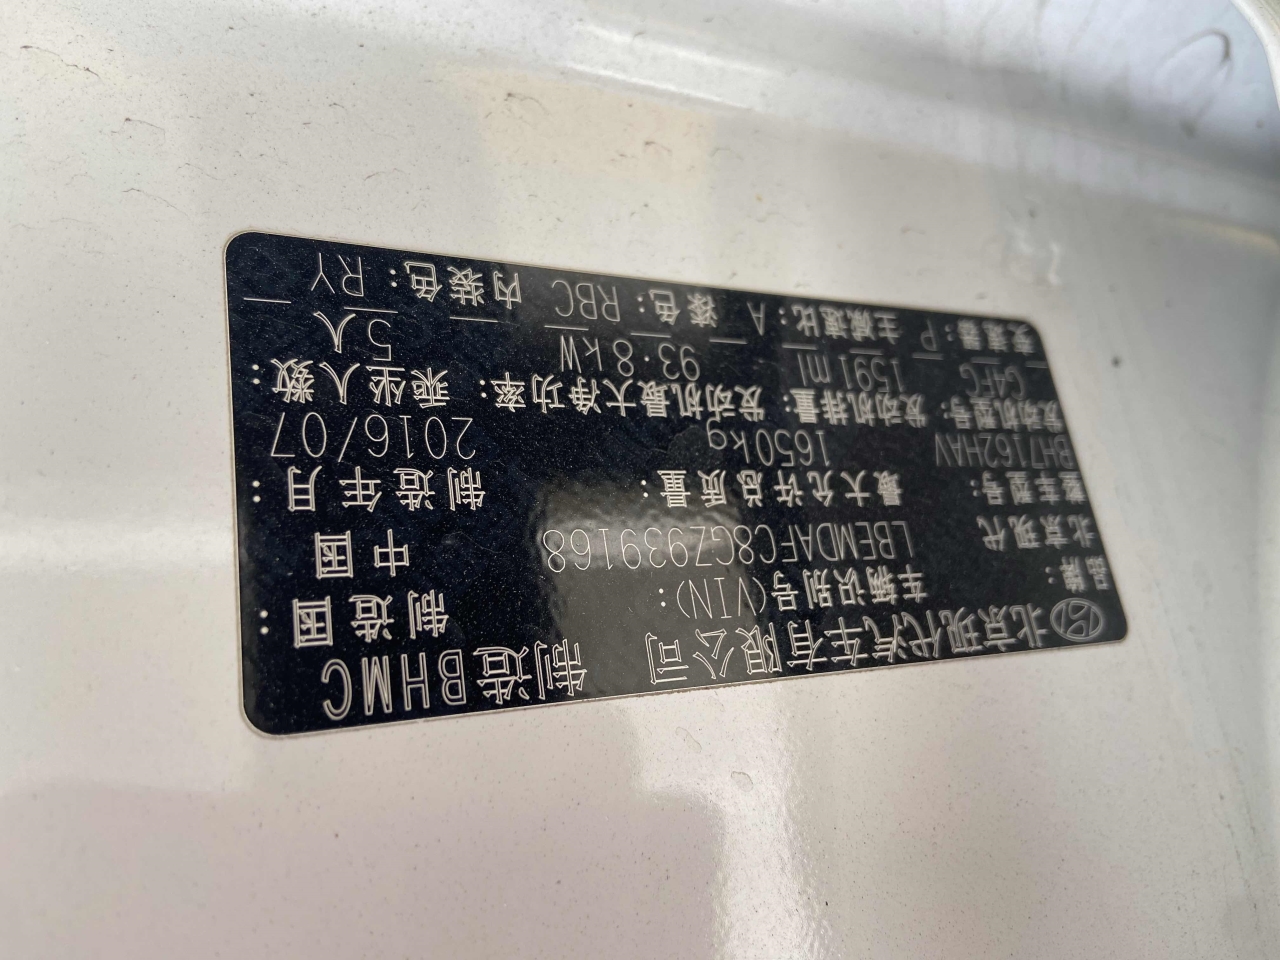 北京现代汽车有限公司 制造BHMC
品牌: 车辆识别号(VIN): 制造国:
北京现代 LBEMDAFC8GZ939168 中国
整车型号: 最大允许总质量: 制造年月:
BH7162HAV 1650kg 2016/07
发动机型号: 发动机排量: 发动机最大净功率: 乘坐人数:
G4FG 1591ml 93.8kW 5人
变速器: P 主减速比: A 漆色: RBC 内装色: RY